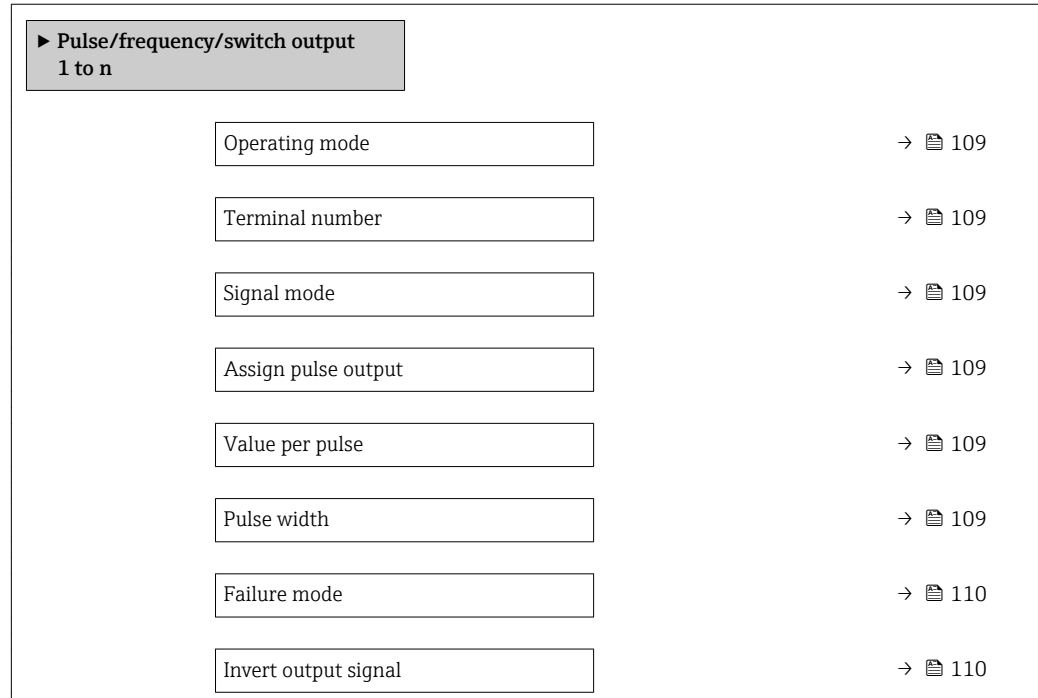 ▶ Pulse/frequency/switch output
1 to n
Operating mode → 109
Terminal number → 109
Signal mode → 109
Assign pulse output → 109
Value per pulse → 109
Pulse width → 109
Failure mode → 110
Invert output signal → 110